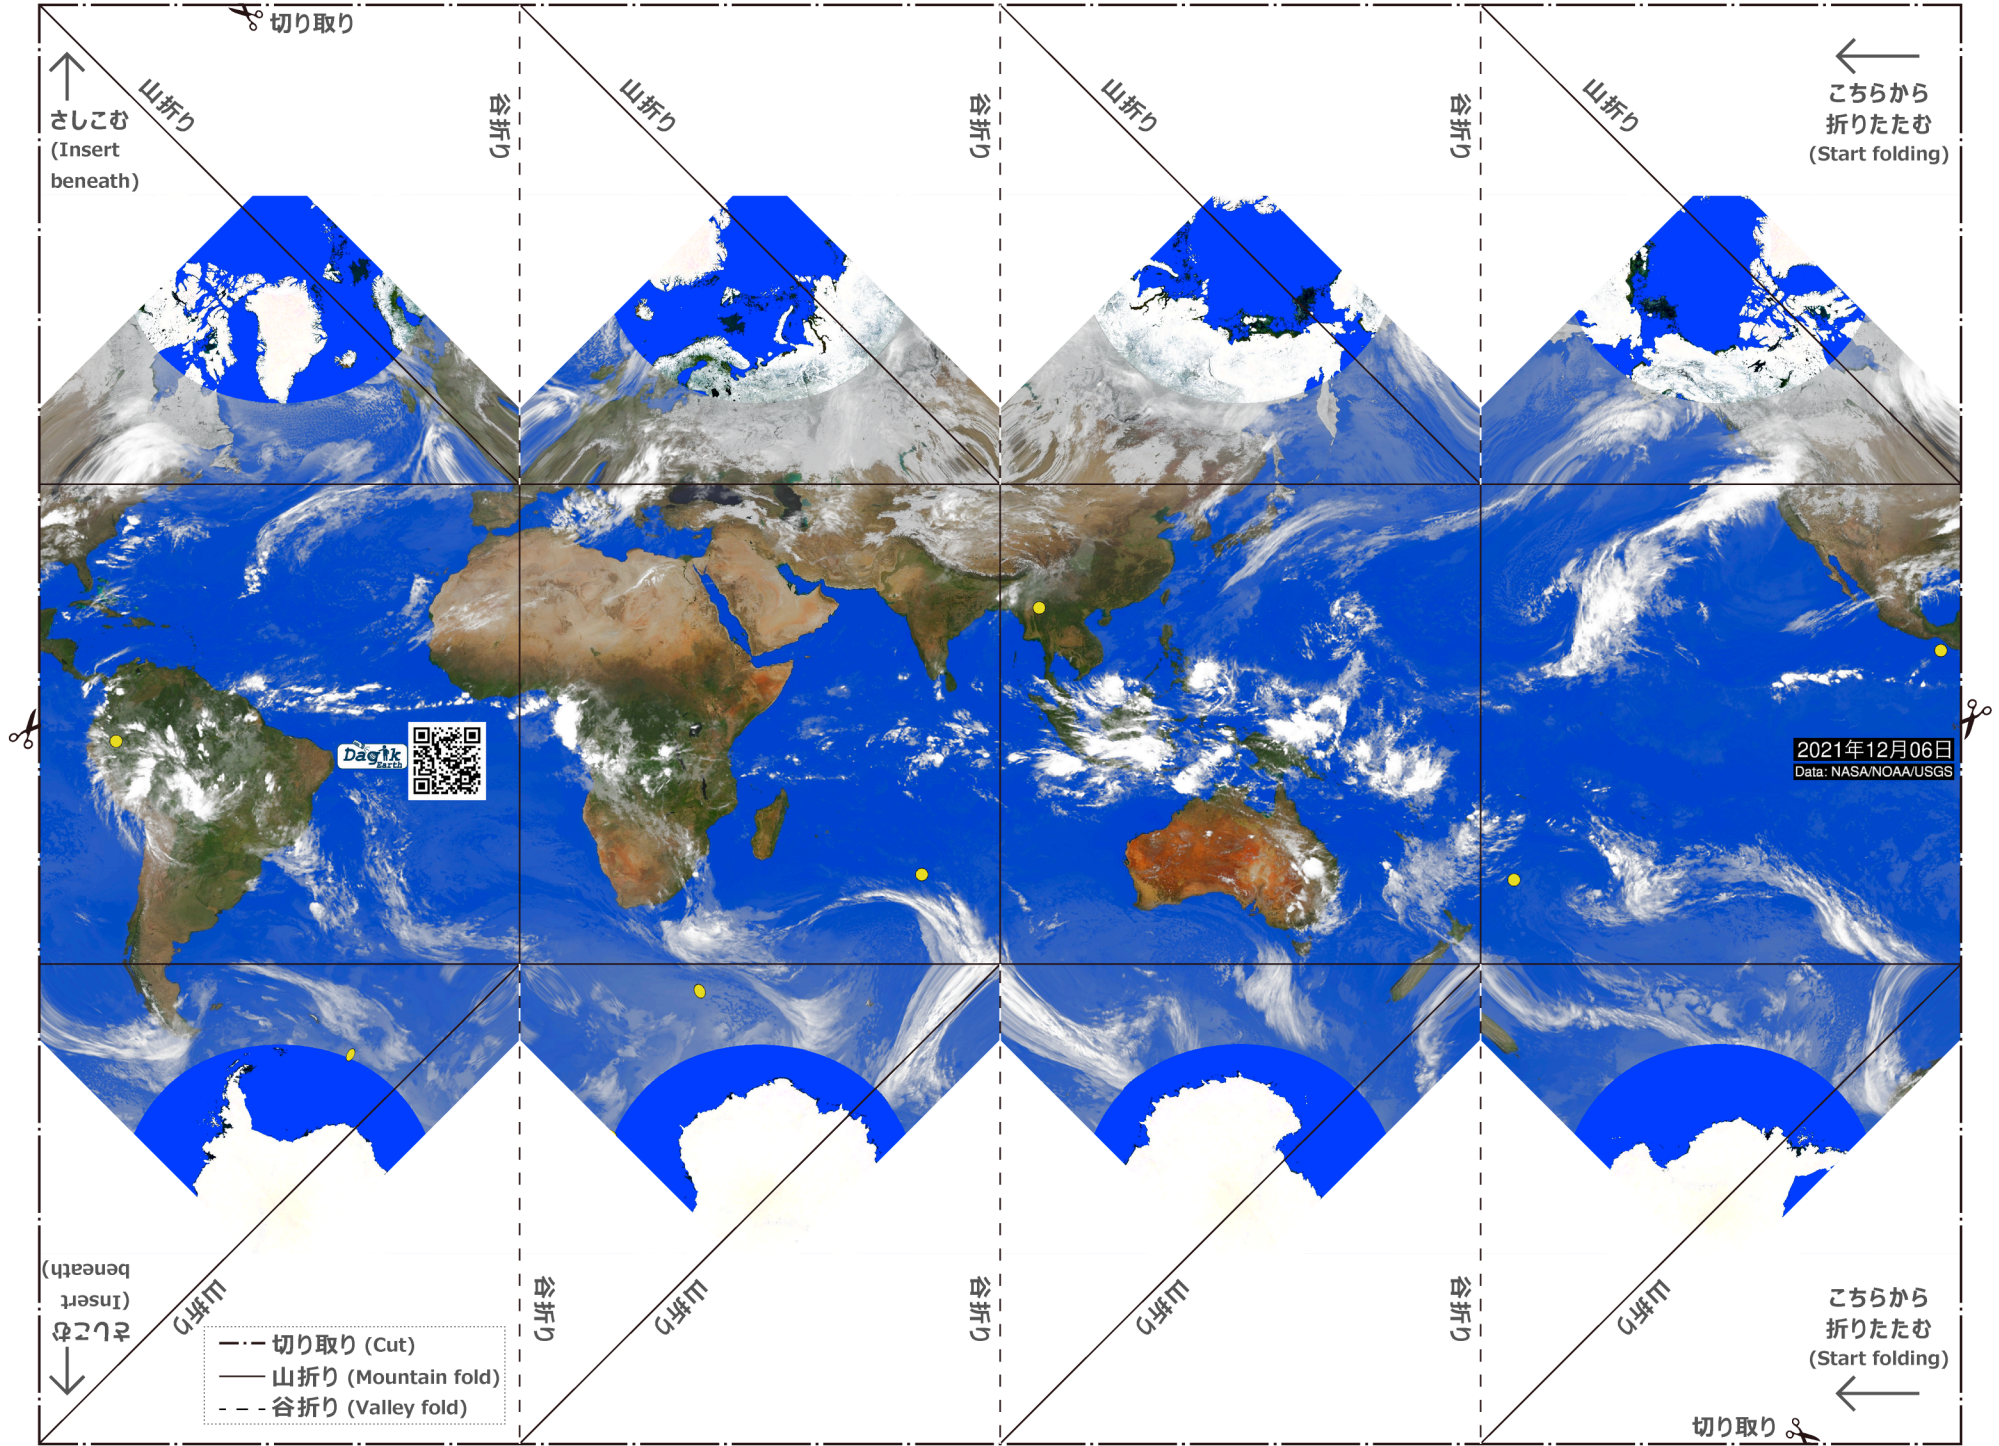 切り取り
さしこむ
(Insert
beneath)
山折り
谷折り
山折り
谷折り
山折り
谷折り
山折り
こちらから
折りたたむ
(Start folding)
Dagik
Earth
2021年12月06日
Data: NASA/NOAA/USGS
さしこむ
(Insert
beneath)
山折り
谷折り
山折り
谷折り
山折り
谷折り
山折り
こちらから
折りたたむ
(Start folding)
切り取り (Cut)
山折り (Mountain fold)
谷折り (Valley fold)
切り取り